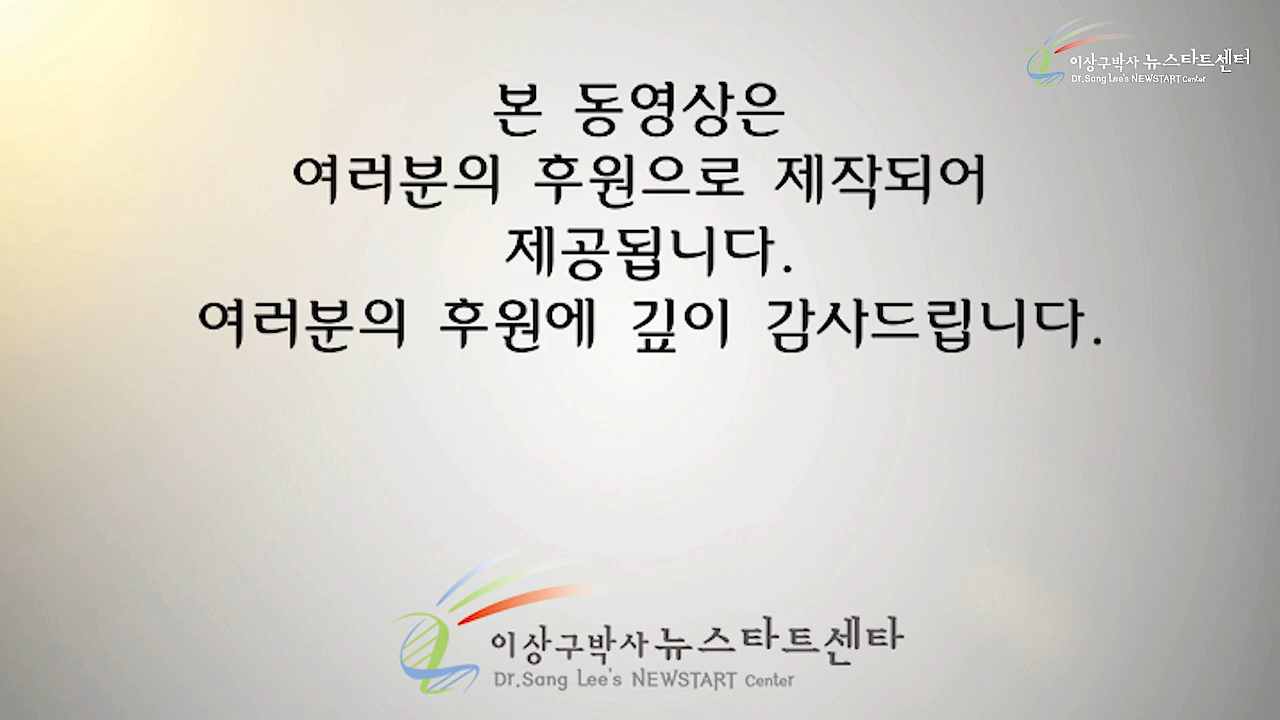 이상구박사 뉴스타트센터
Dr.Sang Lee's NEWSTART Center
본 동영상은
여러분의 후원으로 제작되어
제공됩니다.
여러분의 후원에 깊이 감사드립니다.
이상구박사 뉴스타트센타
Dr.Sang Lee's NEWSTART Center